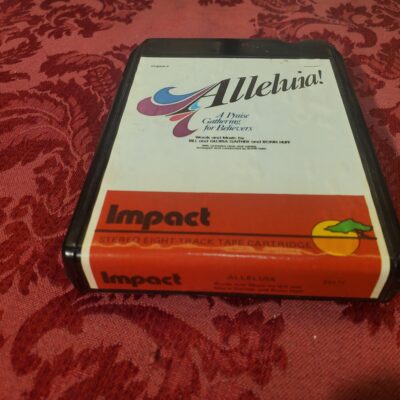 Alleluia!
A Praise
Gathering
for Believers
Words and Music by
BILL and GLORIA GAITHER and RONN HUFF
Impact
STEREO EIGHT-TRACK TAPE CARTRIDGE
Impact
ALLELUIA